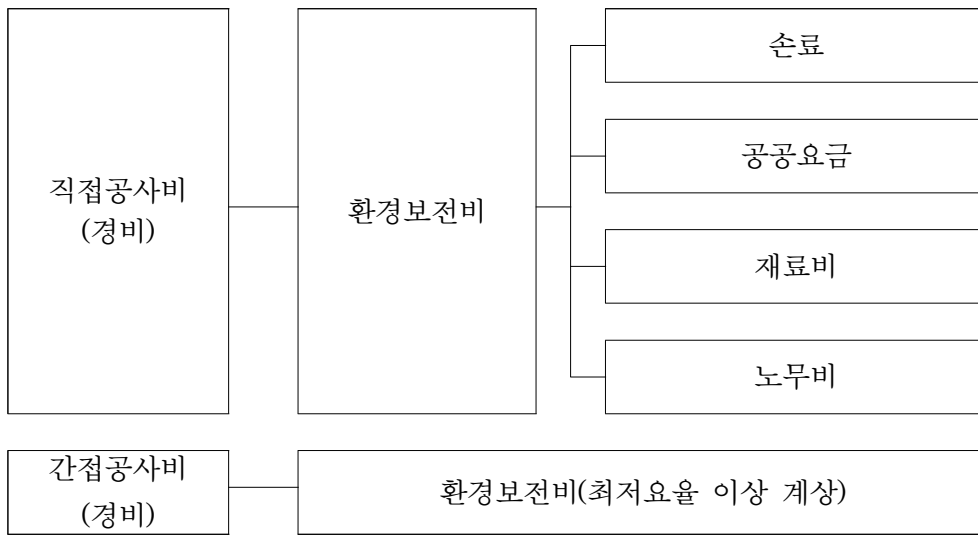 직접공사비
(경비)
환경보전비
손료
공공요금
재료비
노무비
간접공사비
(경비)
환경보전비(최저요율 이상 계상)